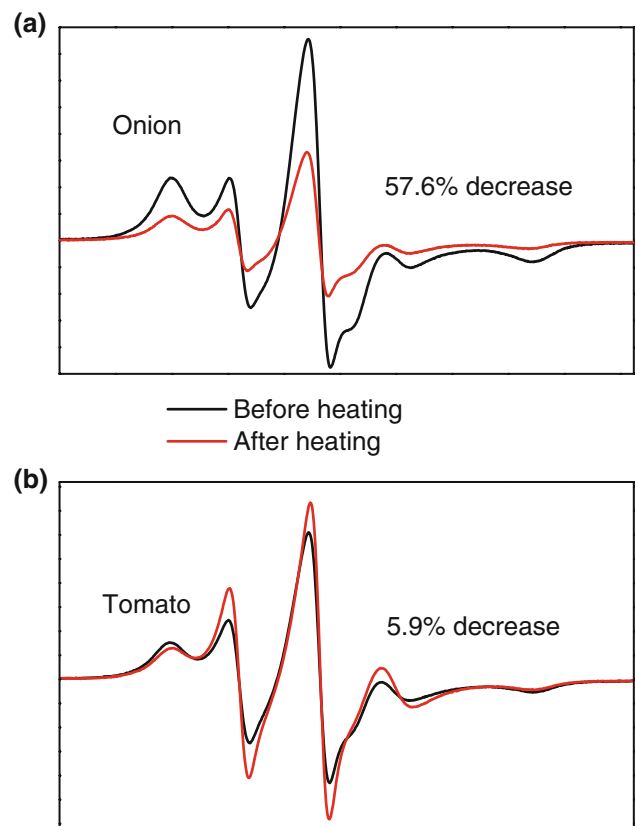 (a)
Onion
57.6% decrease
Before heating
After heating
(b)
Tomato
5.9% decrease